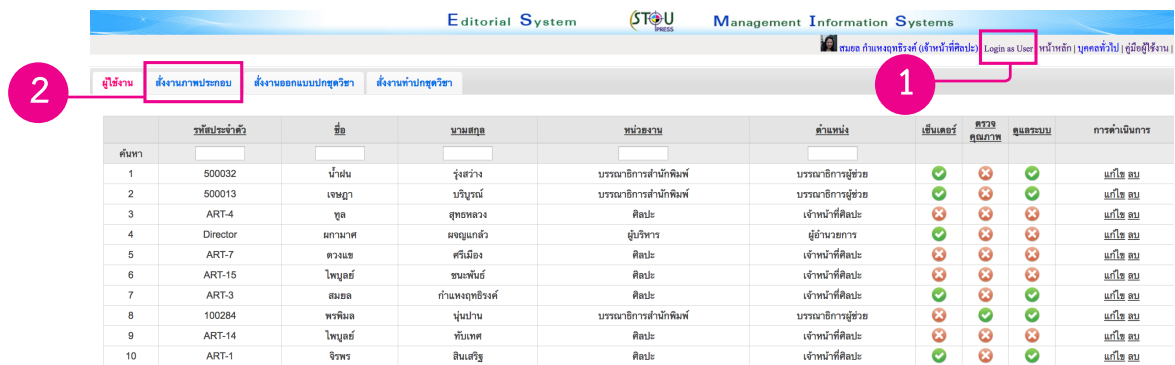 Editorial System STOU PRESS Management Information Systems
สมยล กำแหงฤทธิรงค์ (เจ้าหน้าที่ศิลปะ) Login as User หน้าหลัก | บุคคลทั่วไป | คู่มือผู้ใช้งาน |
1
2
ผู้ใช้งาน สั่งงานภาพประกอบ สั่งงานออกแบบปกชุดวิชา สั่งงานทำปกชุดวิชา
รหัสประจำตัว ชื่อ นามสกุล หน่วยงาน ตำแหน่ง เซ็นเตอร์ ตรวจคุณภาพ ดูแลระบบ การดำเนินการ
ค้นหา
1 500032 น้ำฝน รุ่งสว่าง บรรณาธิการสำนักพิมพ์ บรรณาธิการผู้ช่วย แก้ไข ลบ
2 500013 เจษฎา บริบูรณ์ บรรณาธิการสำนักพิมพ์ บรรณาธิการผู้ช่วย แก้ไข ลบ
3 ART-4 ทูล สุทธหลวง ศิลปะ เจ้าหน้าที่ศิลปะ แก้ไข ลบ
4 Director ผกามาศ ผจญแกล้ว ผู้บริหาร ผู้อำนวยการ แก้ไข ลบ
5 ART-7 ดวงแข ศรีเมือง ศิลปะ เจ้าหน้าที่ศิลปะ แก้ไข ลบ
6 ART-15 ไพบูลย์ ชนะพันธ์ ศิลปะ เจ้าหน้าที่ศิลปะ แก้ไข ลบ
7 ART-3 สมยล กำแหงฤทธิรงค์ ศิลปะ เจ้าหน้าที่ศิลปะ แก้ไข ลบ
8 100284 พรพิมล นุ่นปาน บรรณาธิการสำนักพิมพ์ บรรณาธิการผู้ช่วย แก้ไข ลบ
9 ART-14 ไพบูลย์ ทับเทศ ศิลปะ เจ้าหน้าที่ศิลปะ แก้ไข ลบ
10 ART-1 จิรพร สินเสริฐ ศิลปะ เจ้าหน้าที่ศิลปะ แก้ไข ลบ